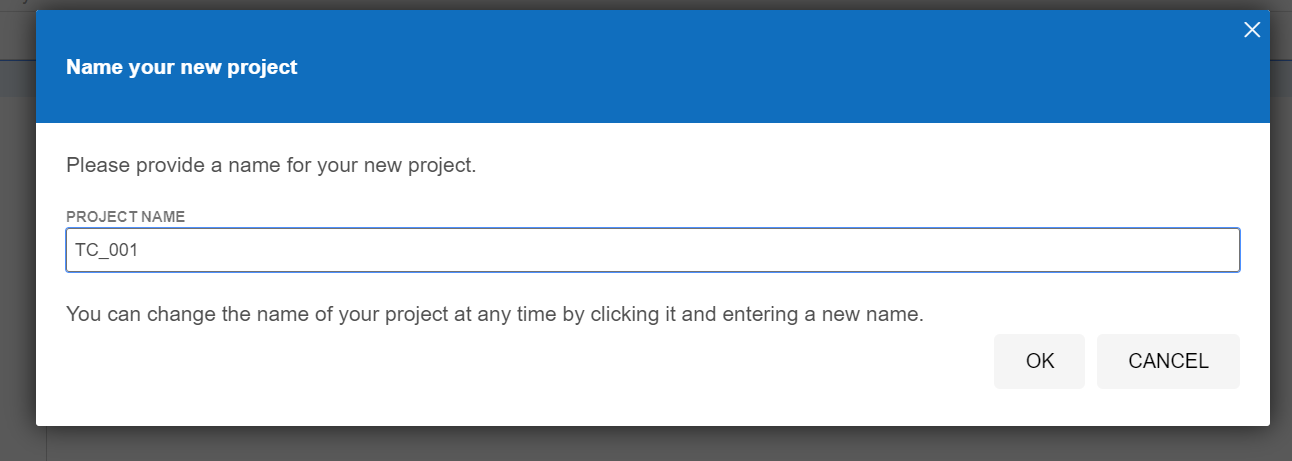 Name your new project
Please provide a name for your new project.
PROJECT NAME
TC_001
You can change the name of your project at any time by clicking it and entering a new name.
OK CANCEL